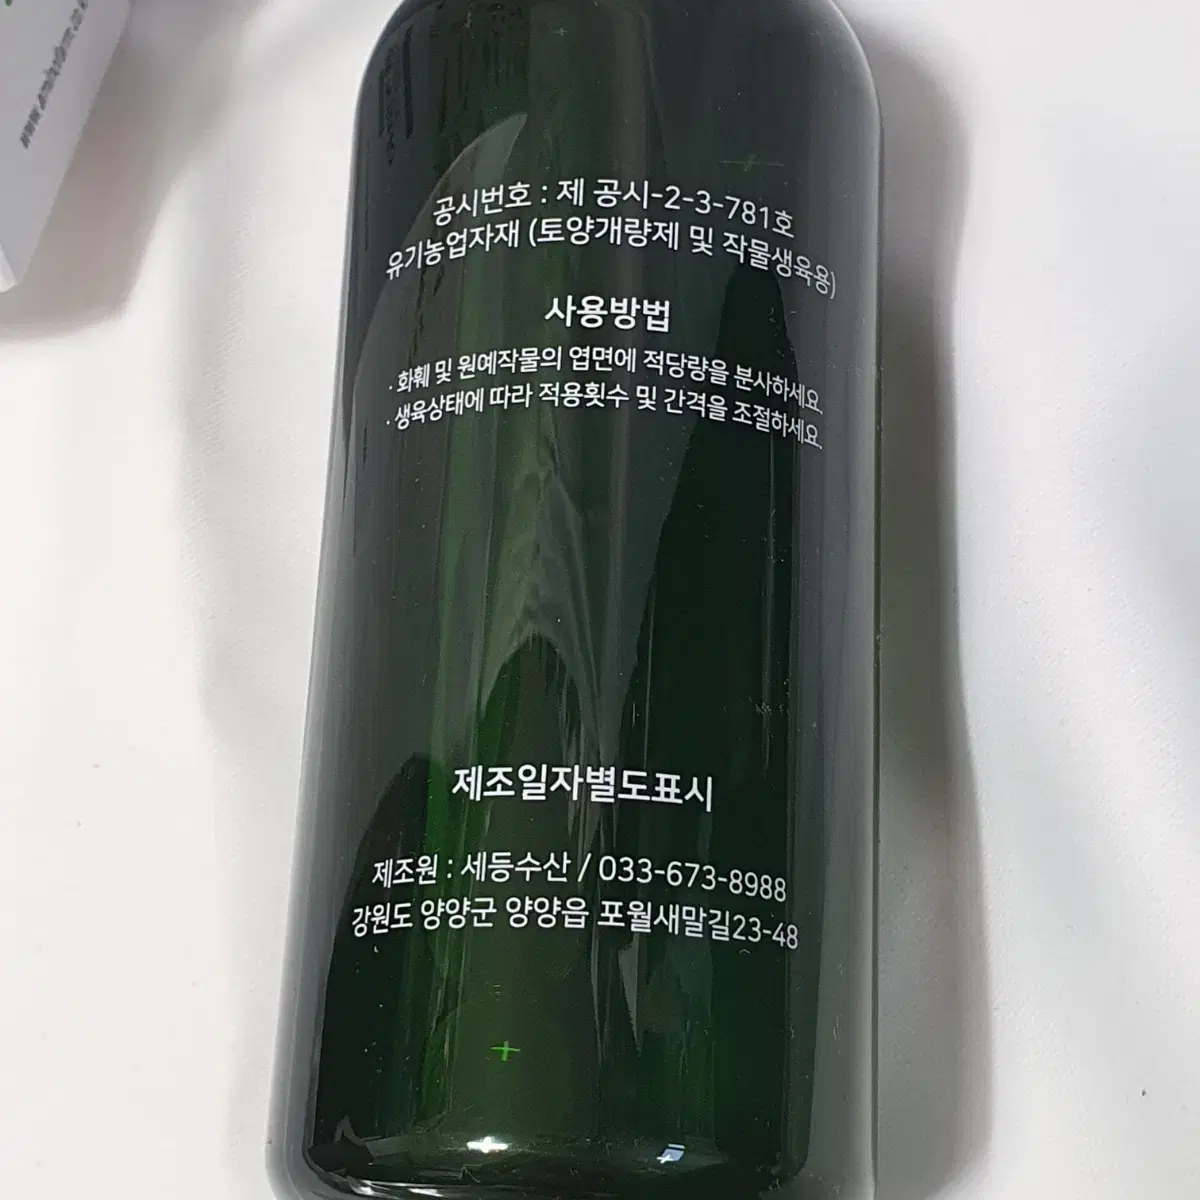 공시번호 : 제 공시-2-3-781호
유기농업자재 (토양개량제 및 작물생육용)
사용방법
· 화훼 및 원예작물의 엽면에 적당량을 분사하세요.
· 생육상태에 따라 적용횟수 및 간격을 조절하세요.
제조일자별도표시
제조원 : 세등수산 / 033-673-8988
강원도 양양군 양양읍 포월새말길23-48